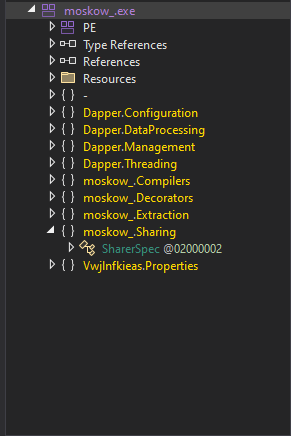 moskow_.exe
PE
Type References
References
Resources
{ } -
{ } Dapper.Configuration
{ } Dapper.DataProcessing
{ } Dapper.Management
{ } Dapper.Threading
{ } moskow_.Compilers
{ } moskow_.Decorators
{ } moskow_.Extraction
{ } moskow_.Sharing
SharerSpec @02000002
{ } VwjInfkieas.Properties